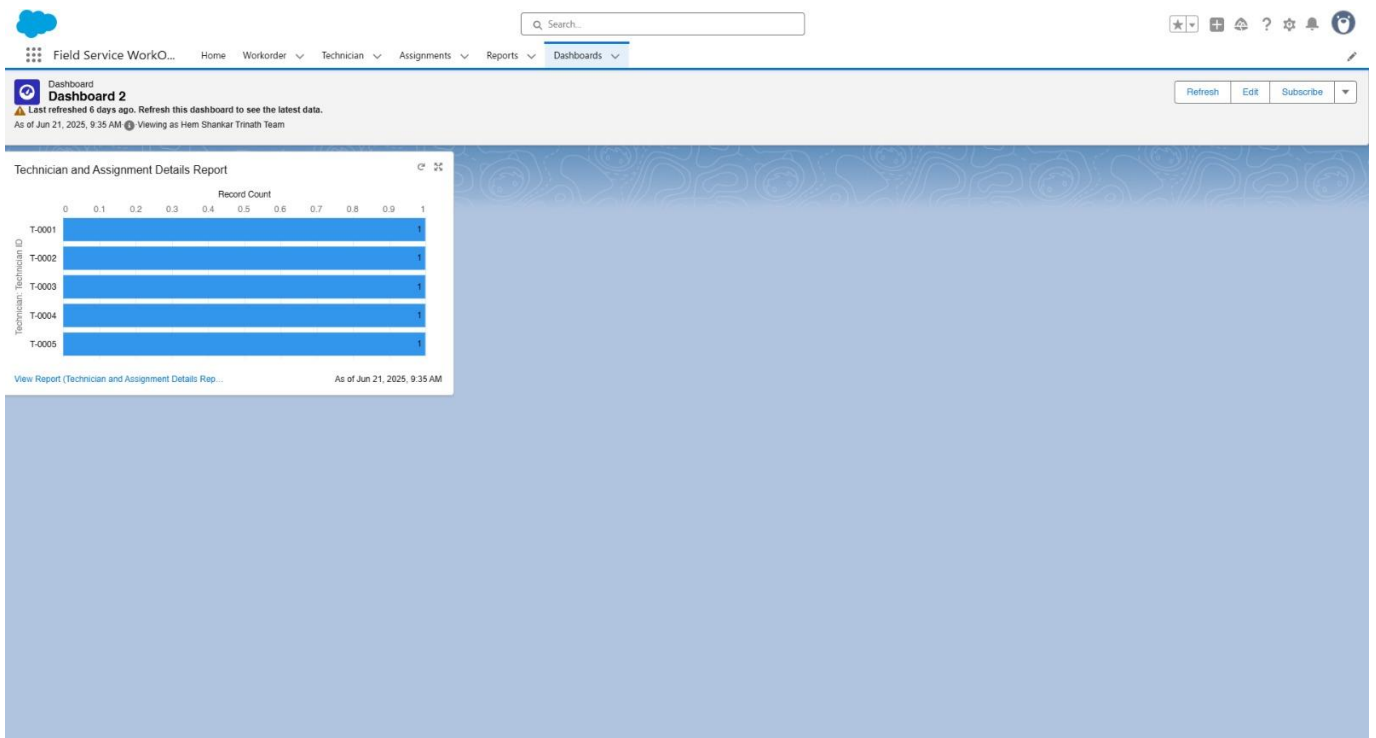 Search...
Field Service WorkO... Home Workorder Technician Assignments Reports Dashboards
Dashboard
Dashboard 2
Last refreshed 6 days ago. Refresh this dashboard to see the latest data.
As of Jun 21, 2025, 9:35 AM Viewing as Hem Shankar Trinath Team
Refresh Edit Subscribe
Technician and Assignment Details Report
Record Count
0 0.1 0.2 0.3 0.4 0.5 0.6 0.7 0.8 0.9 1
Technician: Technician ID
T-0001 1
T-0002 1
T-0003 1
T-0004 1
T-0005 1
View Report (Technician and Assignment Details Rep... As of Jun 21, 2025, 9:35 AM